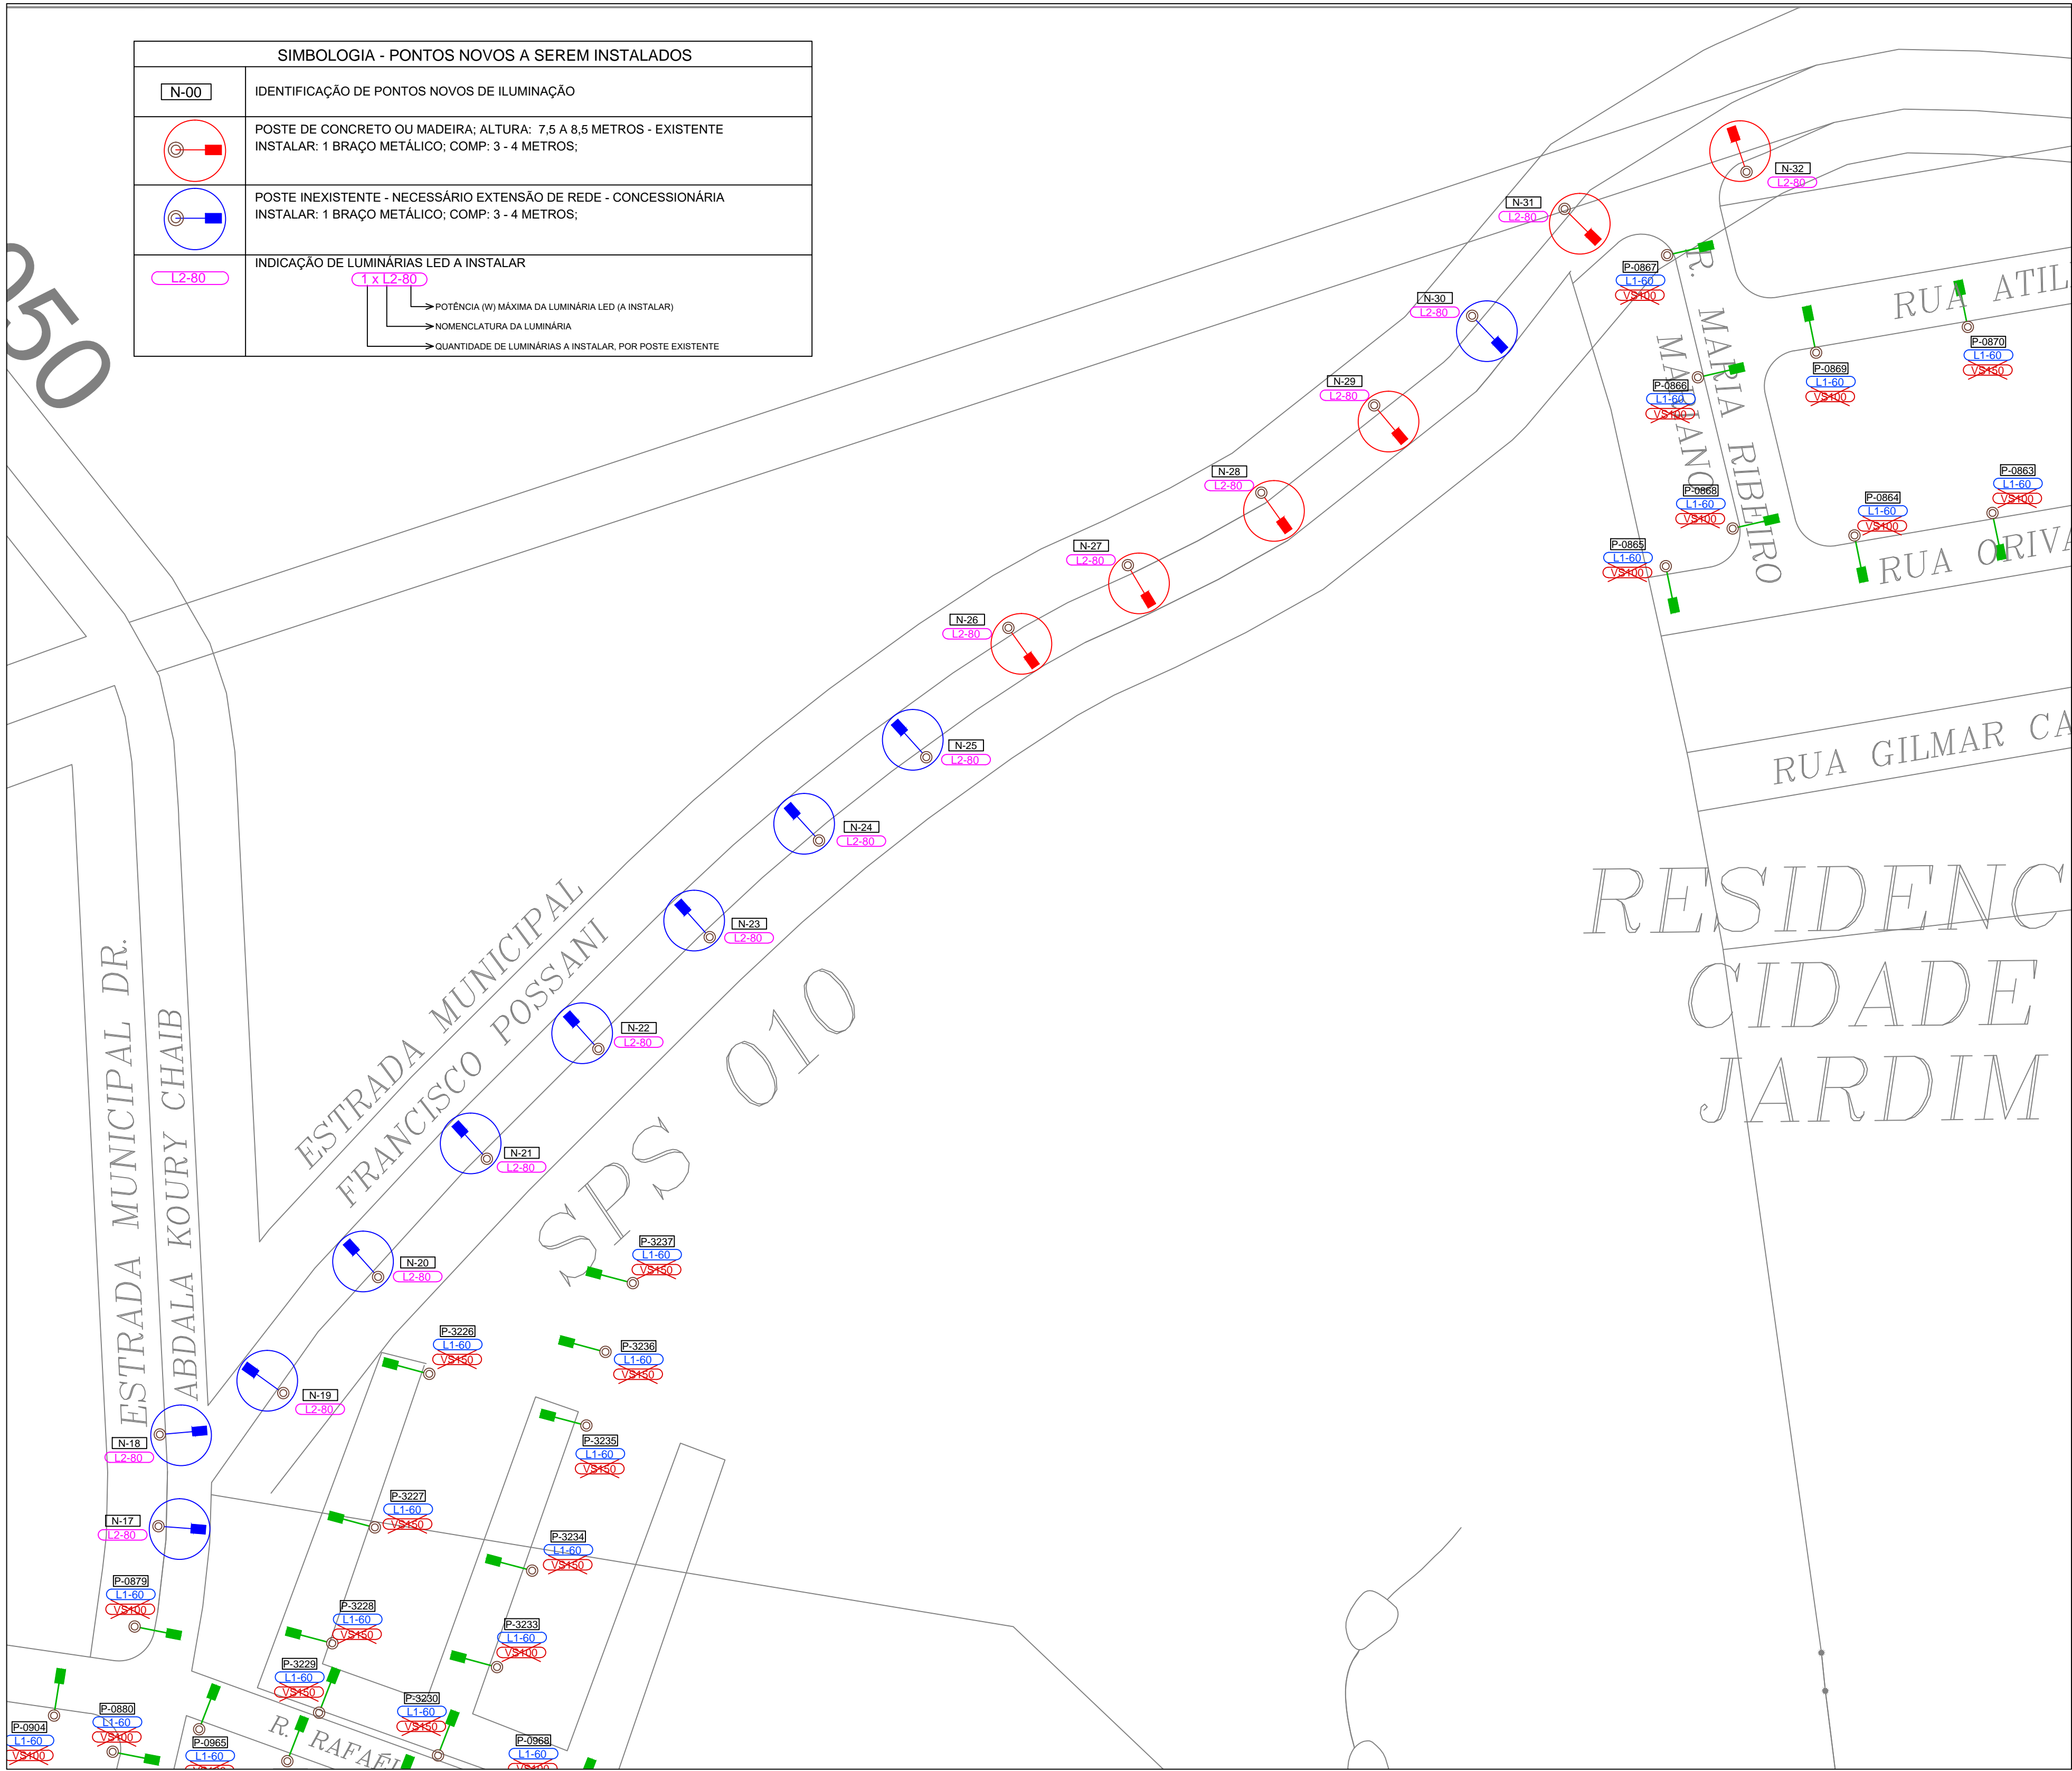 SIMBOLOGIA - PONTOS NOVOS A SEREM INSTALADOS
N-00
IDENTIFICAÇÃO DE PONTOS NOVOS DE ILUMINAÇÃO
POSTE DE CONCRETO OU MADEIRA; ALTURA: 7,5 A 8,5 METROS - EXISTENTE
INSTALAR: 1 BRAÇO METÁLICO; COMP: 3 - 4 METROS;
POSTE INEXISTENTE - NECESSÁRIO EXTENSÃO DE REDE - CONCESSIONÁRIA
INSTALAR: 1 BRAÇO METÁLICO; COMP: 3 - 4 METROS;
L2-80
INDICAÇÃO DE LUMINÁRIAS LED A INSTALAR
1 x L2-80
POTÊNCIA (W) MÁXIMA DA LUMINÁRIA LED (A INSTALAR)
NOMENCLATURA DA LUMINÁRIA
QUANTIDADE DE LUMINÁRIAS A INSTALAR, POR POSTE EXISTENTE
050
N-32
L2-80
N-31
L2-80
N-30
L2-80
N-29
L2-80
N-28
L2-80
N-27
L2-80
N-26
L2-80
N-25
L2-80
N-24
L2-80
N-23
L2-80
N-22
L2-80
N-21
L2-80
N-20
L2-80
N-19
L2-80
N-18
L2-80
N-17
L2-80
P-0867
L1-60
VS100
P-0866
L1-60
VS100
P-0868
L1-60
VS100
P-0865
L1-60
VS100
P-0869
L1-60
VS100
P-0870
L1-60
VS150
P-0863
L1-60
VS100
P-0864
L1-60
VS100
R. MARIA RIBEIRO
MARIANO
RUA ATIL
RUA ORIVA
RUA GILMAR CA
RESIDENC
CIDADE
JARDIM
ESTRADA MUNICIPAL
FRANCISCO POSSANI
SPS 010
ESTRADA MUNICIPAL DR.
ABDALA KOURY CHAIB
P-3237
L1-60
VS150
P-3236
L1-60
VS150
P-3226
L1-60
VS150
P-3235
L1-60
VS150
P-3227
L1-60
VS150
P-3234
L1-60
VS150
P-0879
L1-60
VS100
P-3228
L1-60
VS150
P-3233
L1-60
VS100
P-3229
L1-60
VS150
P-3230
L1-60
VS150
P-0880
L1-60
VS100
P-0904
L1-60
VS100
P-0965
L1-60
P-0968
L1-60
VS100
R. RAFAEL